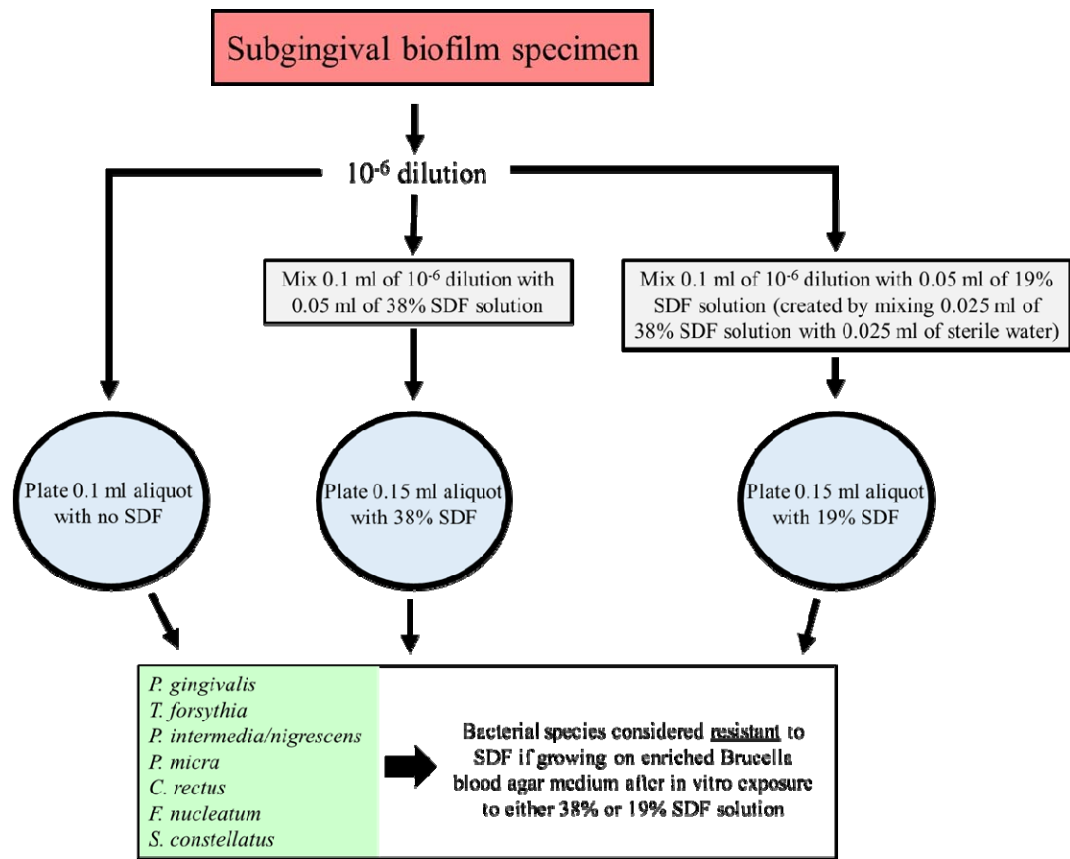 Subgingival biofilm specimen
10⁻⁶ dilution
Mix 0.1 ml of 10⁻⁶ dilution with
0.05 ml of 38% SDF solution
Mix 0.1 ml of 10⁻⁶ dilution with 0.05 ml of 19%
SDF solution (created by mixing 0.025 ml of
38% SDF solution with 0.025 ml of sterile water)
Plate 0.1 ml aliquot
with no SDF
Plate 0.15 ml aliquot
with 38% SDF
Plate 0.15 ml aliquot
with 19% SDF
P. gingivalis
T. forsythia
P. intermedia/nigrescens
P. micra
C. rectus
F. nucleatum
S. constellatus
Bacterial species considered resistant to
SDF if growing on enriched Brucella
blood agar medium after in vitro exposure
to either 38% or 19% SDF solution